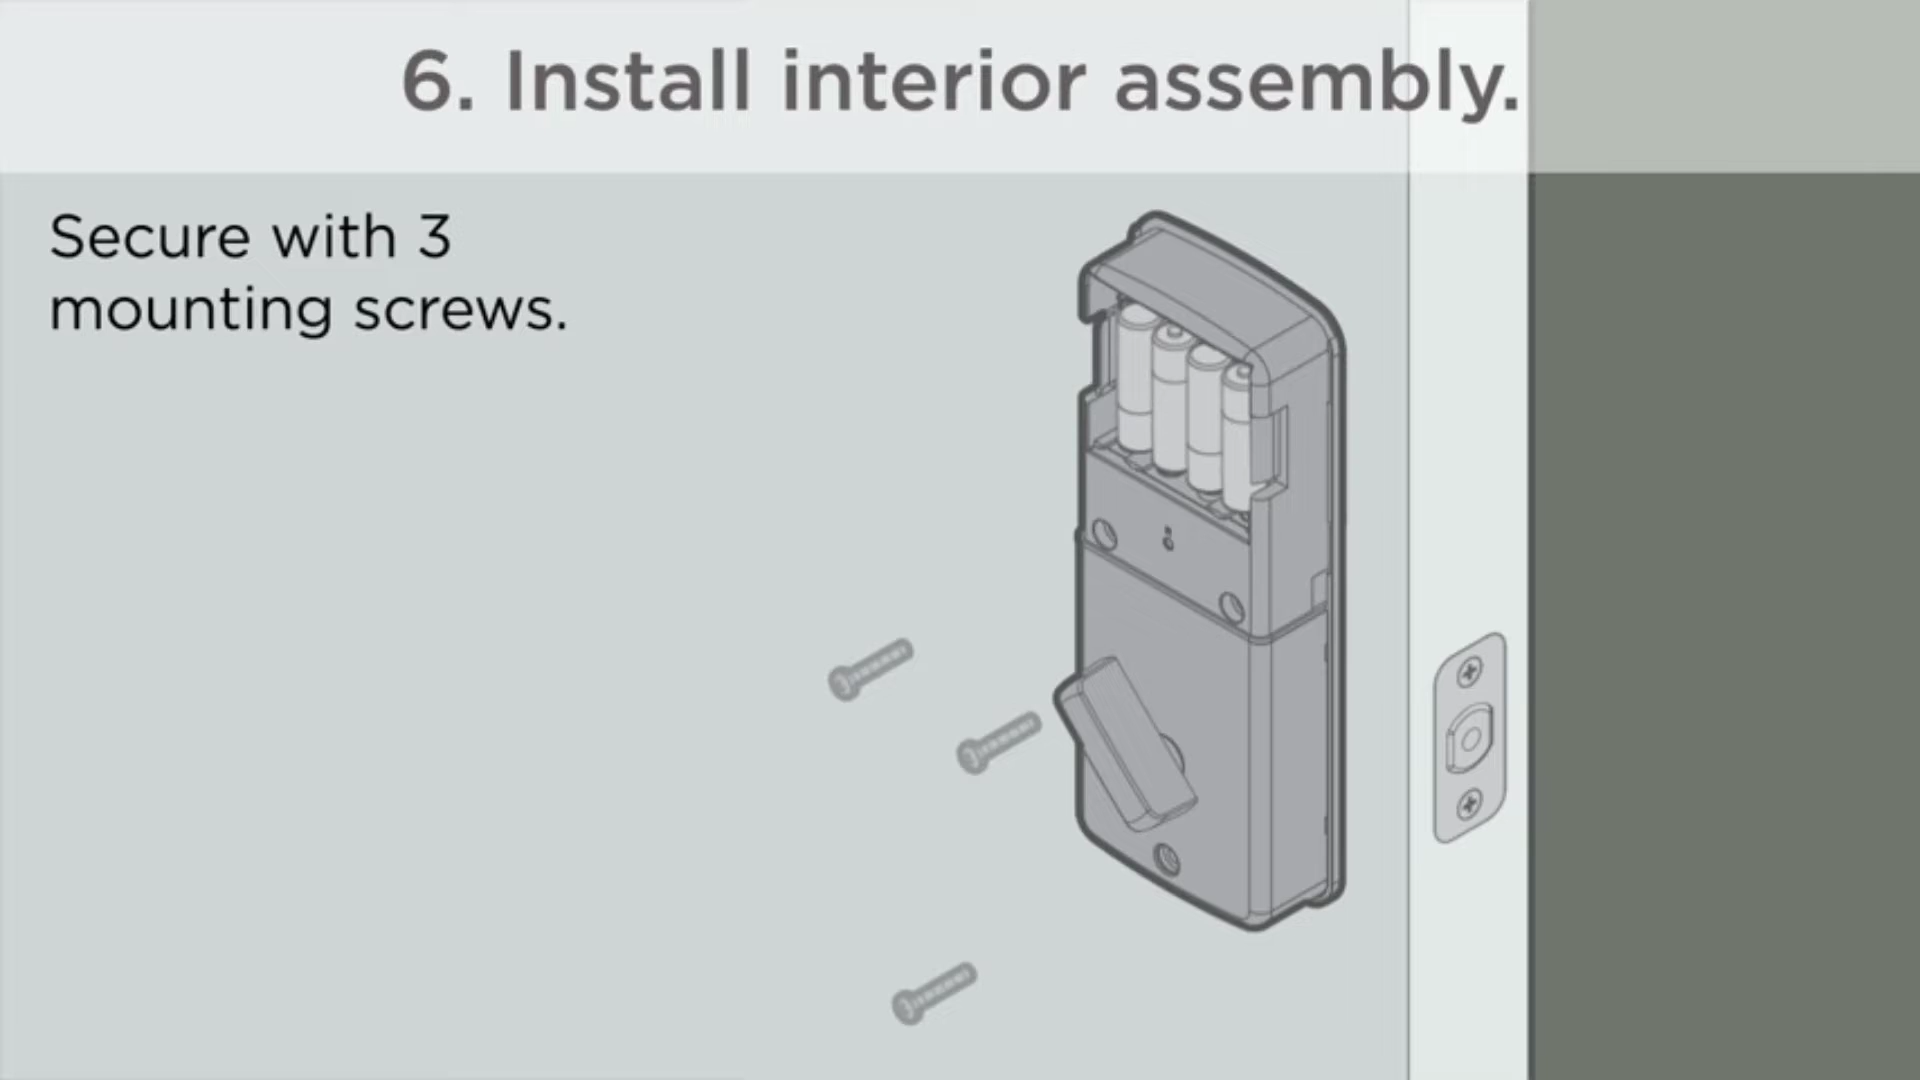 6. Install interior assembly.
Secure with 3
mounting screws.